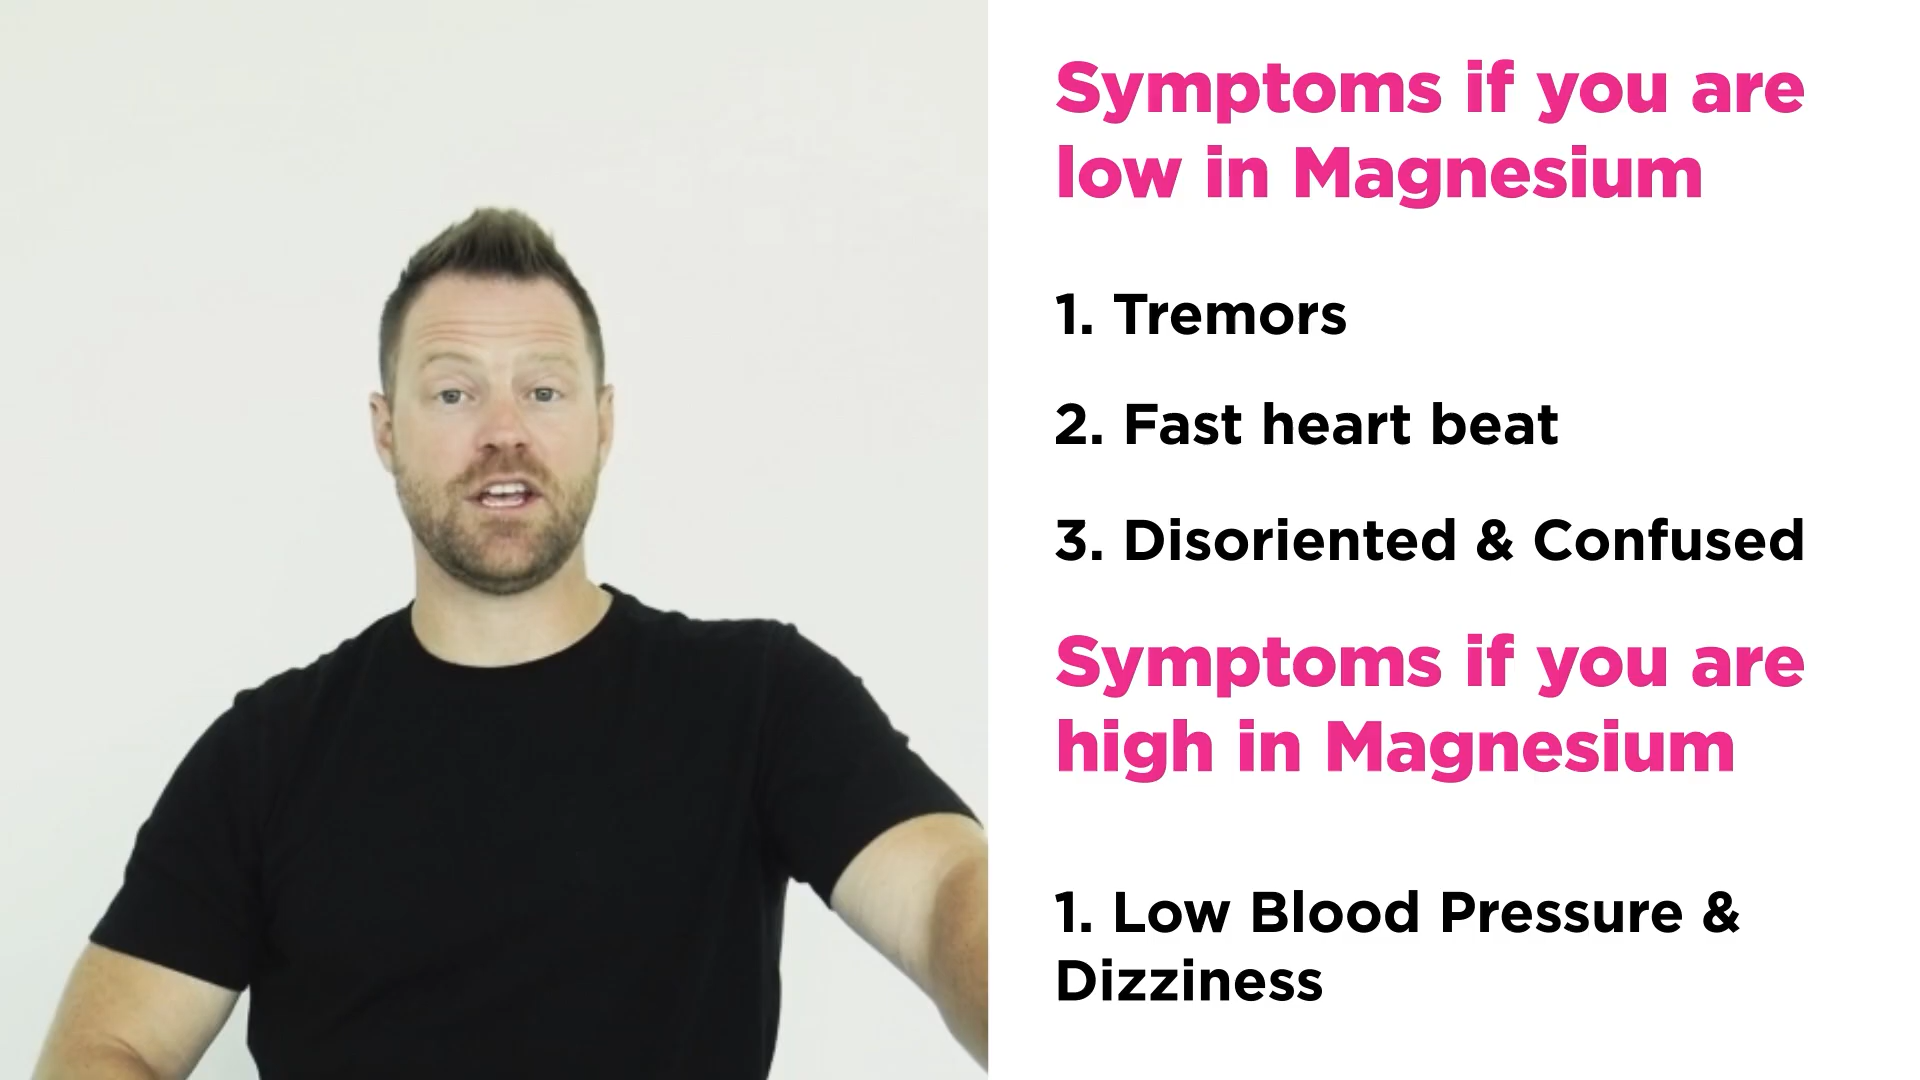 Symptoms if you are
low in Magnesium
1. Tremors
2. Fast heart beat
3. Disoriented & Confused
Symptoms if you are
high in Magnesium
1. Low Blood Pressure &
Dizziness